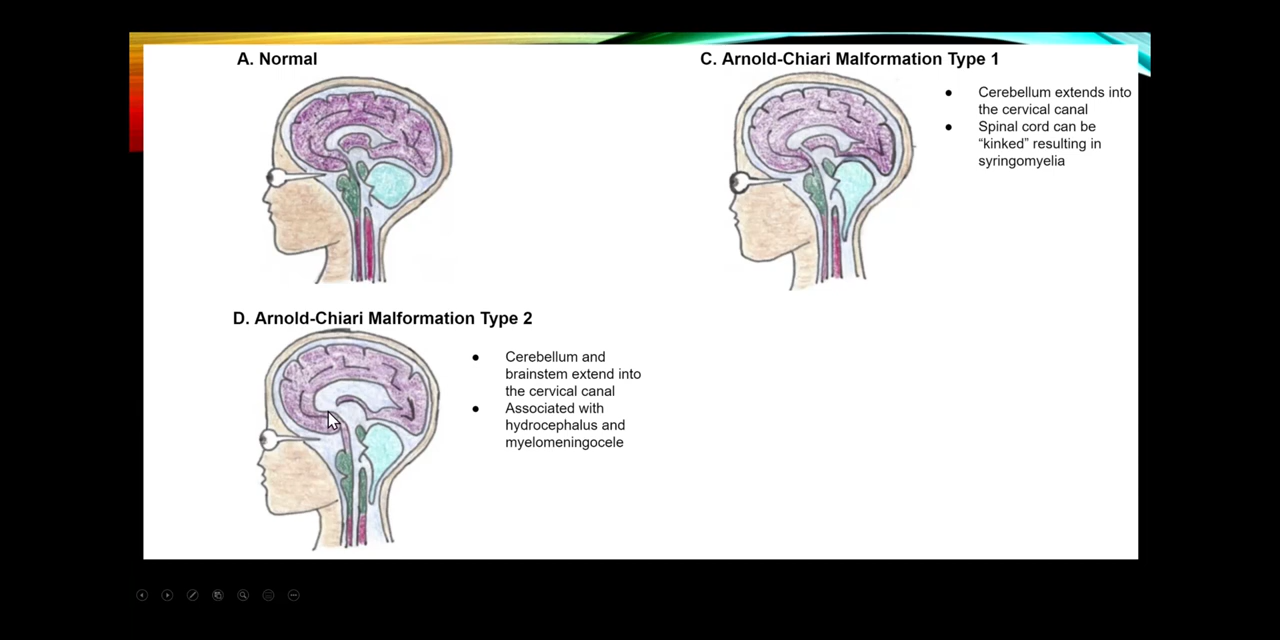 A. Normal
C. Arnold-Chiari Malformation Type 1
● Cerebellum extends into
the cervical canal
● Spinal cord can be
“kinked” resulting in
syringomyelia
D. Arnold-Chiari Malformation Type 2
● Cerebellum and
brainstem extend into
the cervical canal
● Associated with
hydrocephalus and
myelomeningocele